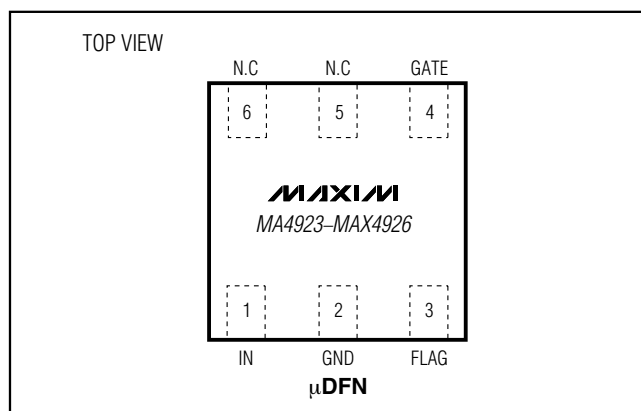 TOP VIEW
N.C N.C GATE
6 5 4
MAXIM
MA4923–MAX4926
1 2 3
IN GND FLAG
μDFN